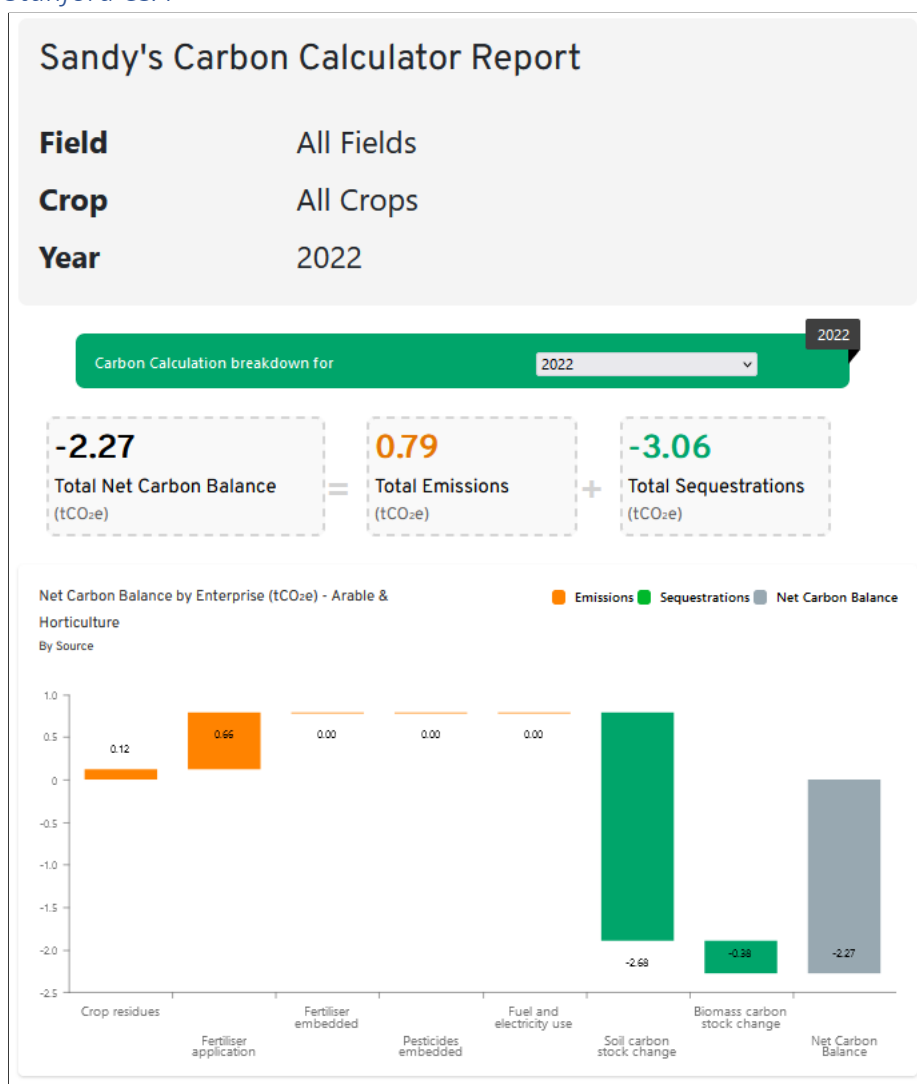 Sandy's Carbon Calculator Report
Field All Fields
Crop All Crops
Year 2022
2022
Carbon Calculation breakdown for 2022
-2.27 0.79 -3.06
Total Net Carbon Balance = Total Emissions + Total Sequestrations
(tCO₂e) (tCO₂e) (tCO₂e)
Net Carbon Balance by Enterprise (tCO₂e) - Arable &
Horticulture
By Source
Emissions Sequestrations Net Carbon Balance
1.0
0.5
0
-0.5
-1.0
-1.5
-2.0
-2.5
0.12
0.66
0.00
0.00
0.00
-2.68
-0.38
-2.27
Crop residues
Fertiliser
application
Fertiliser
embedded
Pesticides
embedded
Fuel and
electricity use
Soil carbon
stock change
Biomass carbon
stock change
Net Carbon
Balance